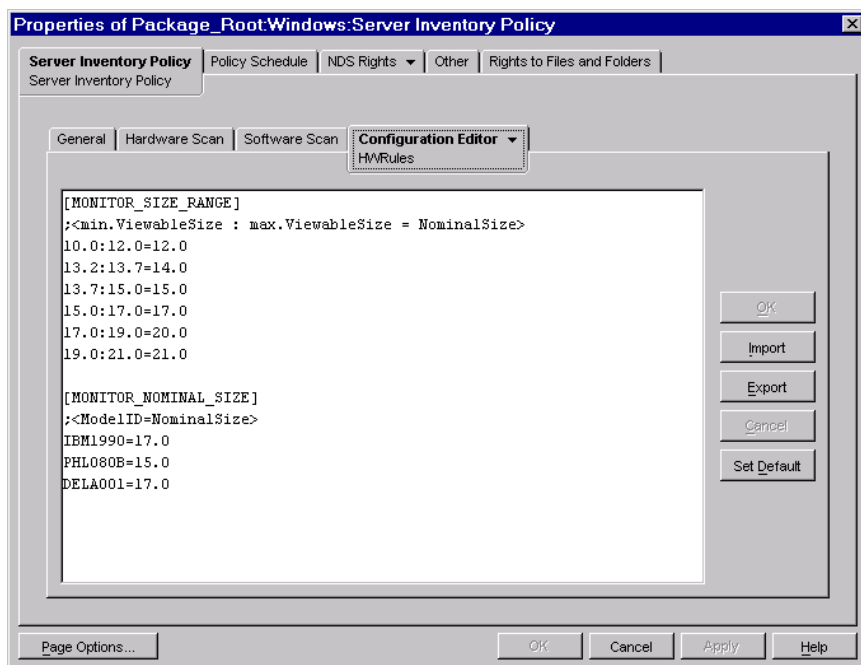 Properties of Package_Root:Windows:Server Inventory Policy
Server Inventory Policy Policy Schedule NDS Rights Other Rights to Files and Folders
Server Inventory Policy
General Hardware Scan Software Scan Configuration Editor
HWRules
[MONITOR_SIZE_RANGE]
;<min.ViewableSize : max.ViewableSize = NominalSize>
10.0:12.0=12.0
13.2:13.7=14.0
13.7:15.0=15.0
15.0:17.0=17.0
17.0:19.0=20.0
19.0:21.0=21.0
[MONITOR_NOMINAL_SIZE]
;<ModelID=NominalSize>
IBM1990=17.0
PHL080B=15.0
DELA001=17.0
OK
Import
Export
Cancel
Set Default
Page Options... OK Cancel Apply Help